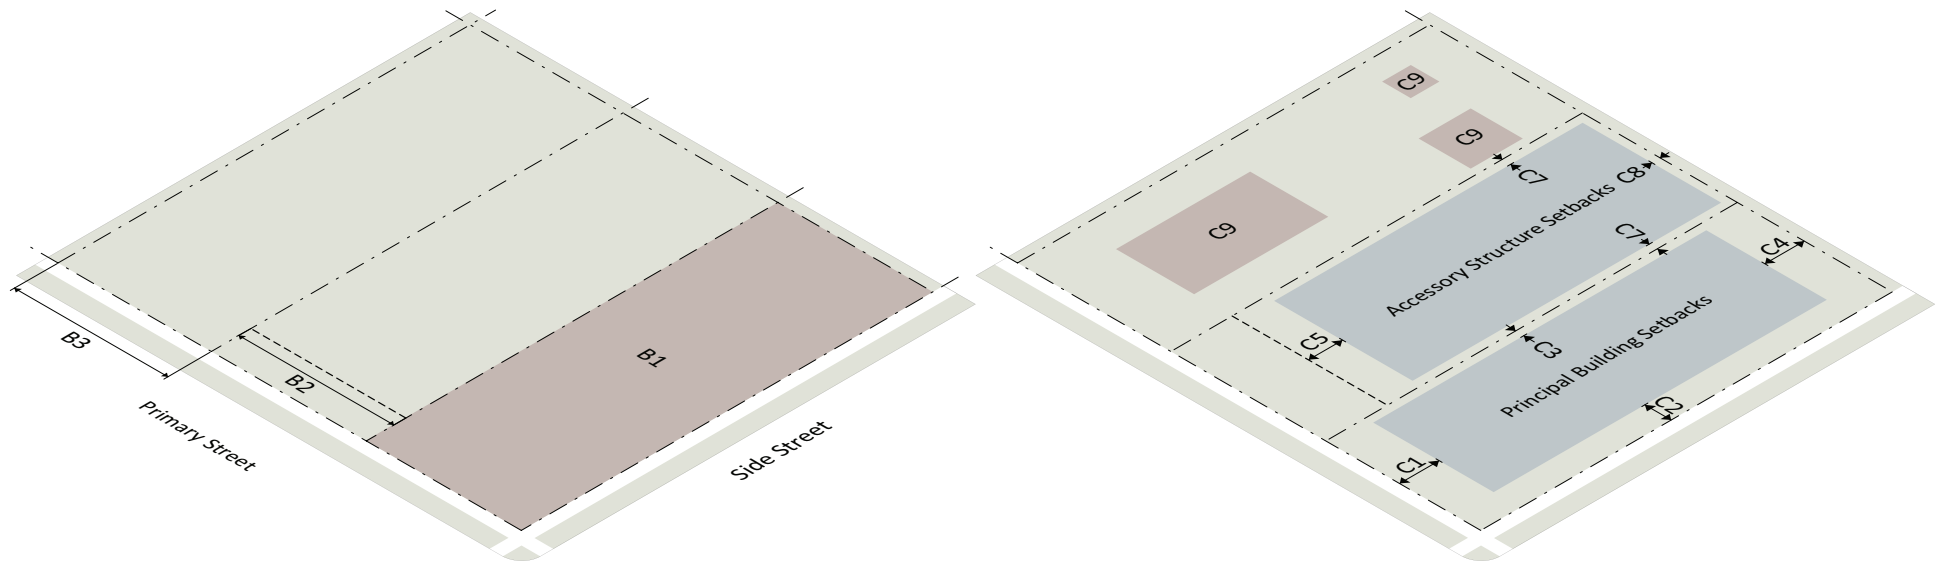 B1
B3
B2
Primary Street
Side Street
C9
C9
C9
C7
C8
Accessory Structure Setbacks
C7
C4
C5
C3
Principal Building Setbacks
C2
C1